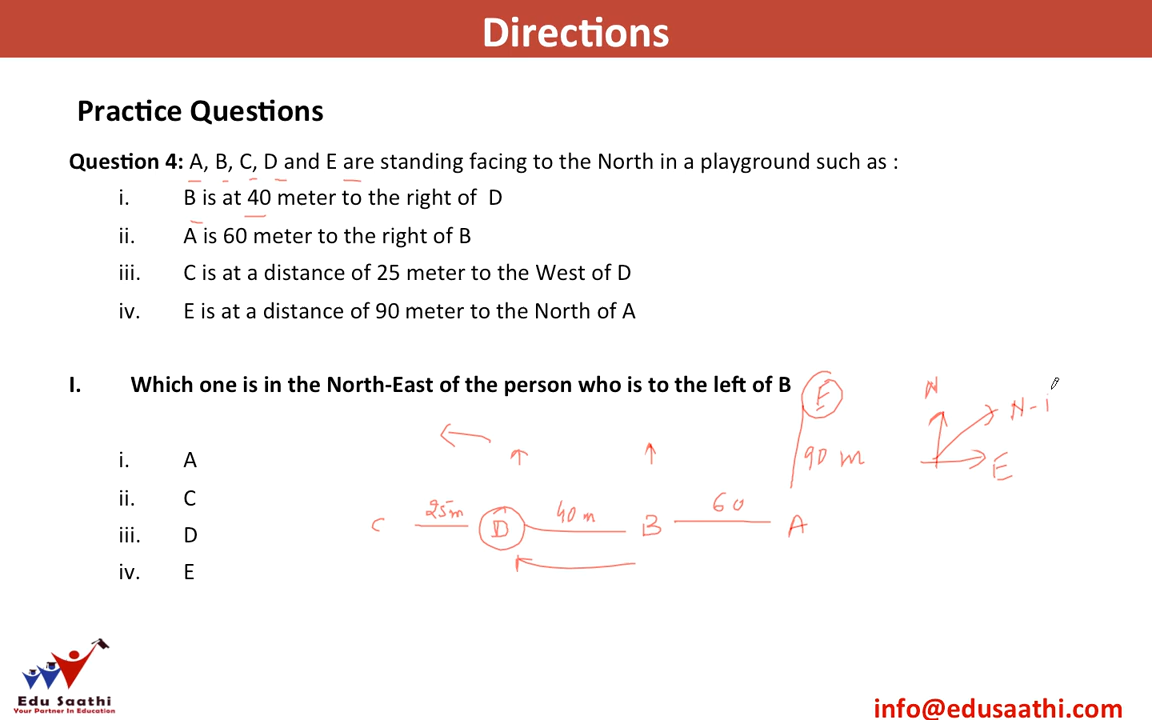 Directions
Practice Questions
Question 4: A, B, C, D and E are standing facing to the North in a playground such as :
i. B is at 40 meter to the right of D
ii. A is 60 meter to the right of B
iii. C is at a distance of 25 meter to the West of D
iv. E is at a distance of 90 meter to the North of A
I. Which one is in the North-East of the person who is to the left of B
E
N
N-
90 m
E
i. A
ii. C
iii. D
iv. E
C 25m D 40m B 60 A
Edu Saathi
Your Partner In Education
info@edusaathi.com